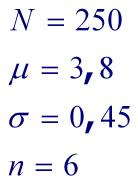 N = 250
μ = 3,8
σ = 0,45
n = 6